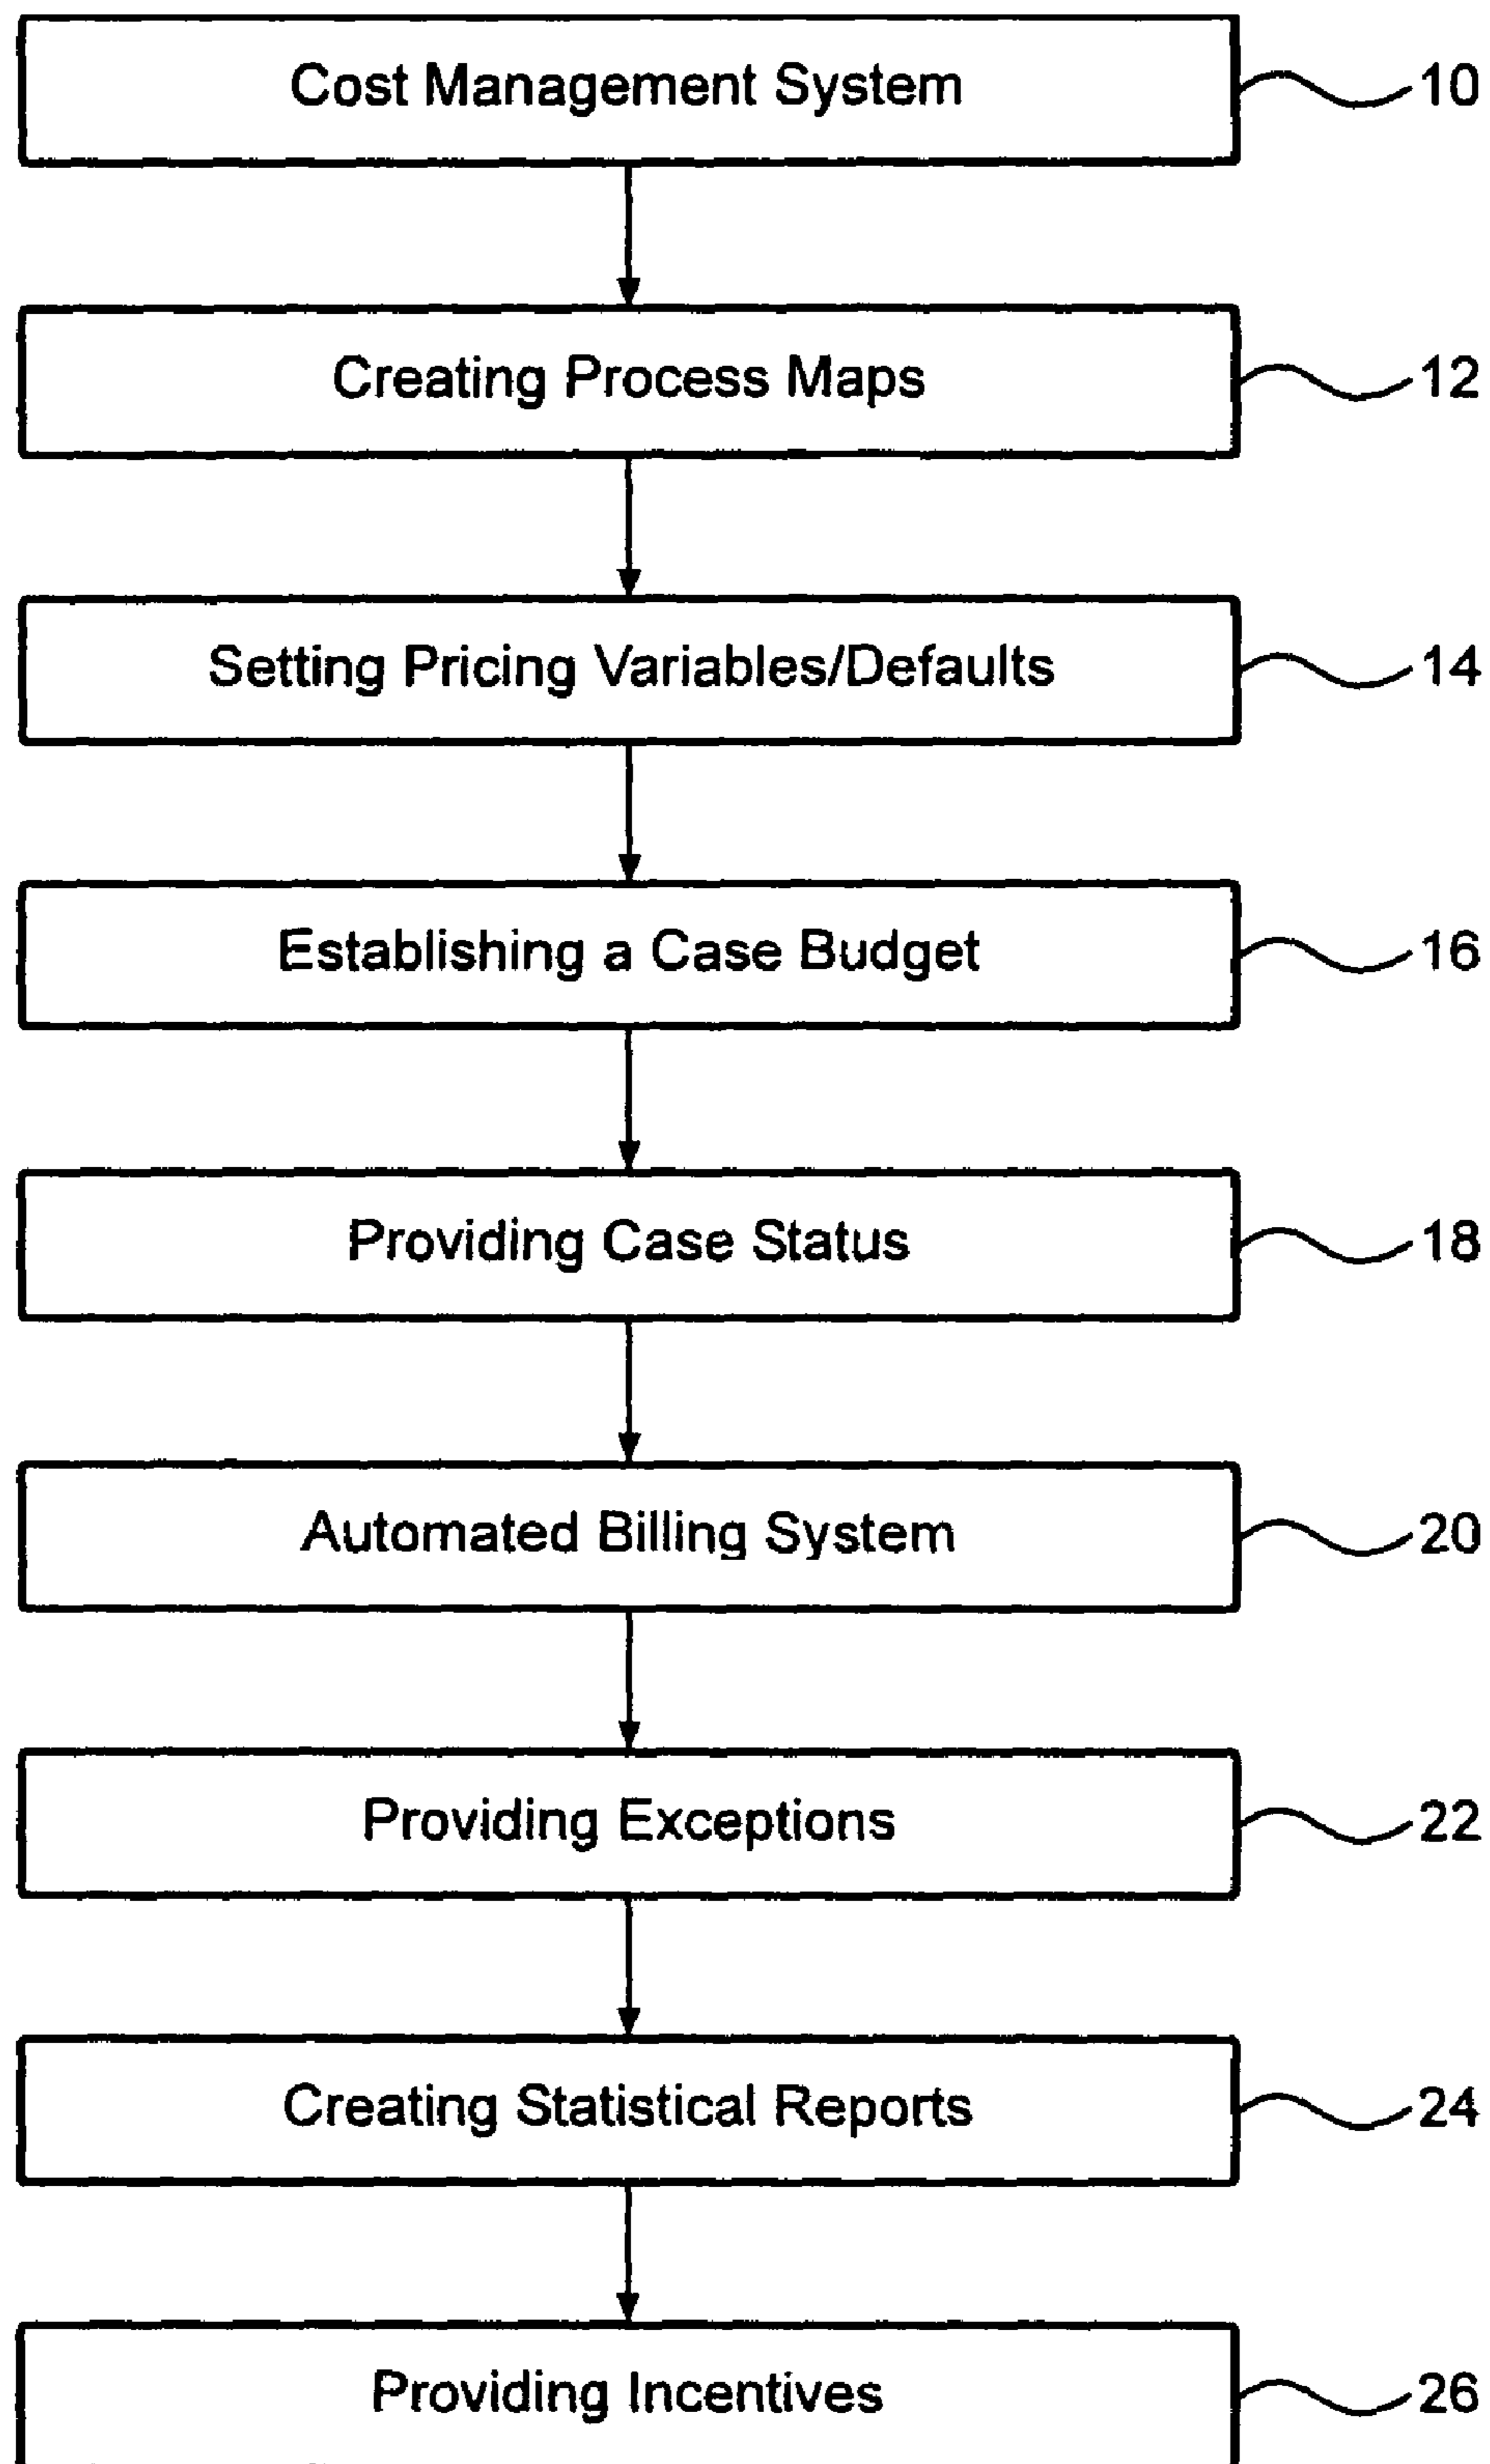 Cost Management System 10
Creating Process Maps 12
Setting Pricing Variables/Defaults 14
Establishing a Case Budget 16
Providing Case Status 18
Automated Billing System 20
Providing Exceptions 22
Creating Statistical Reports 24
Providing Incentives 26